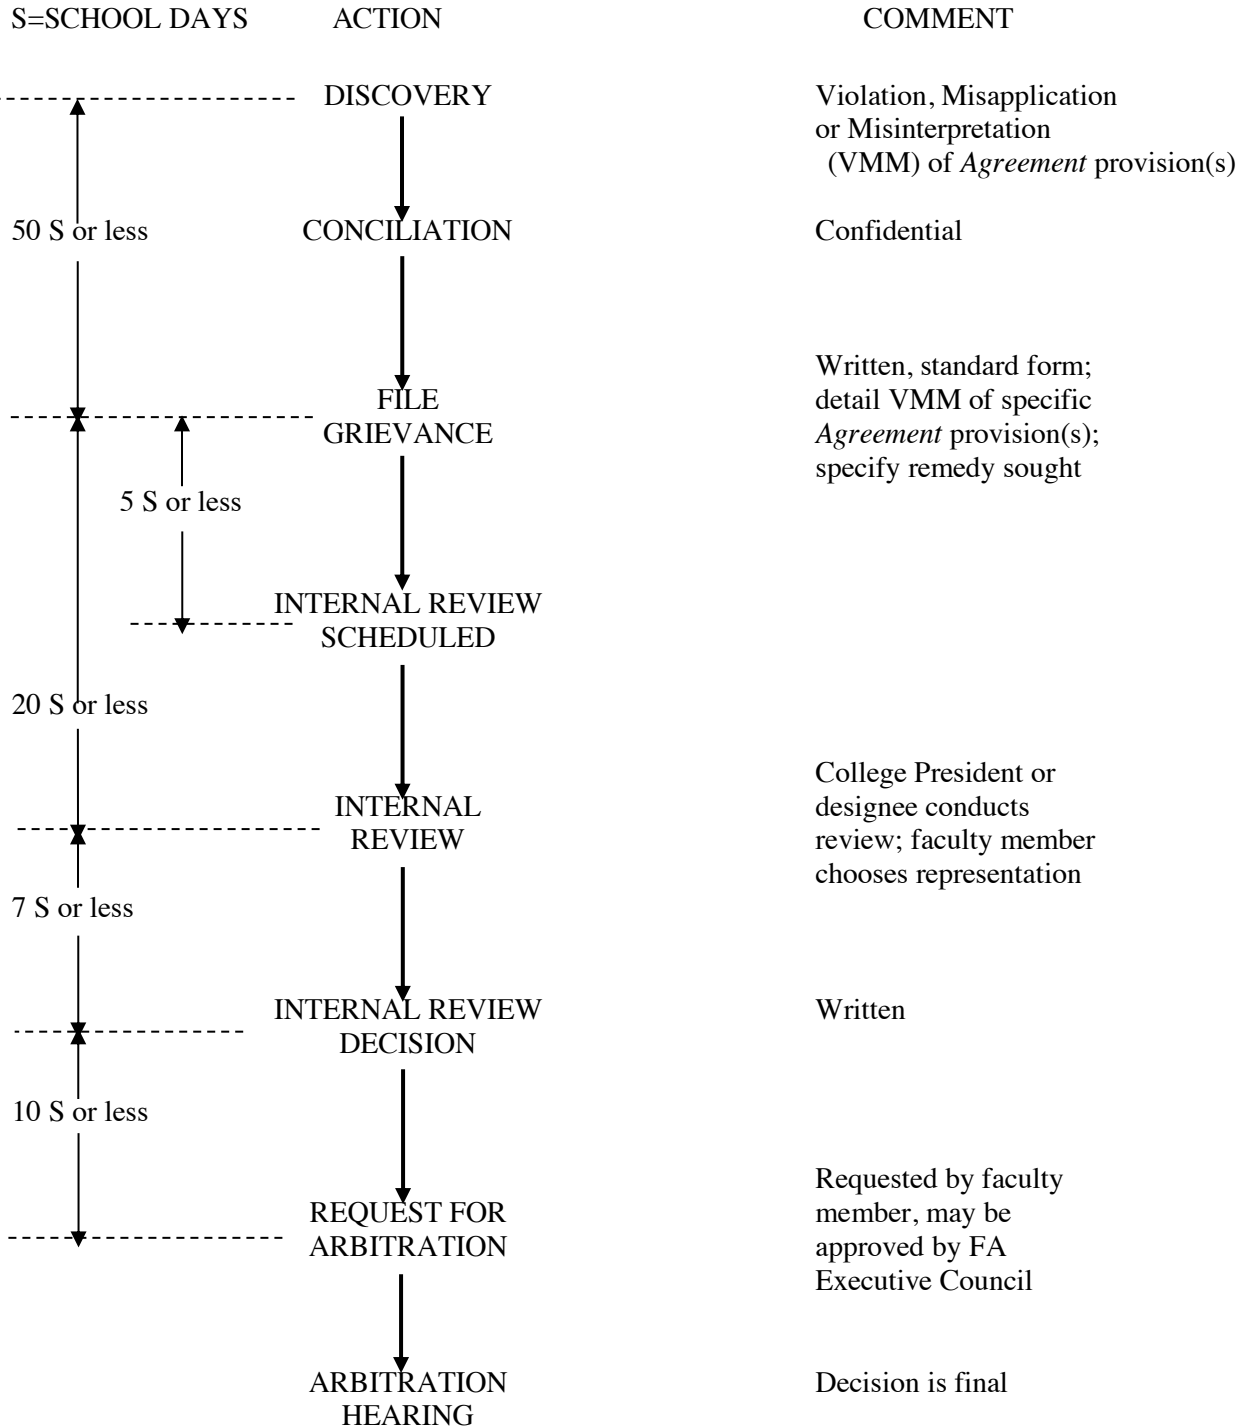 S=SCHOOL DAYS ACTION COMMENT
DISCOVERY Violation, Misapplication
or Misinterpretation
(VMM) of Agreement provision(s)
50 S or less CONCILIATION Confidential
Written, standard form;
FILE detail VMM of specific
GRIEVANCE Agreement provision(s);
specify remedy sought
5 S or less
INTERNAL REVIEW
SCHEDULED
20 S or less
College President or
INTERNAL designee conducts
REVIEW review; faculty member
chooses representation
7 S or less
INTERNAL REVIEW Written
DECISION
10 S or less
Requested by faculty
REQUEST FOR member, may be
ARBITRATION approved by FA
Executive Council
ARBITRATION Decision is final
HEARING